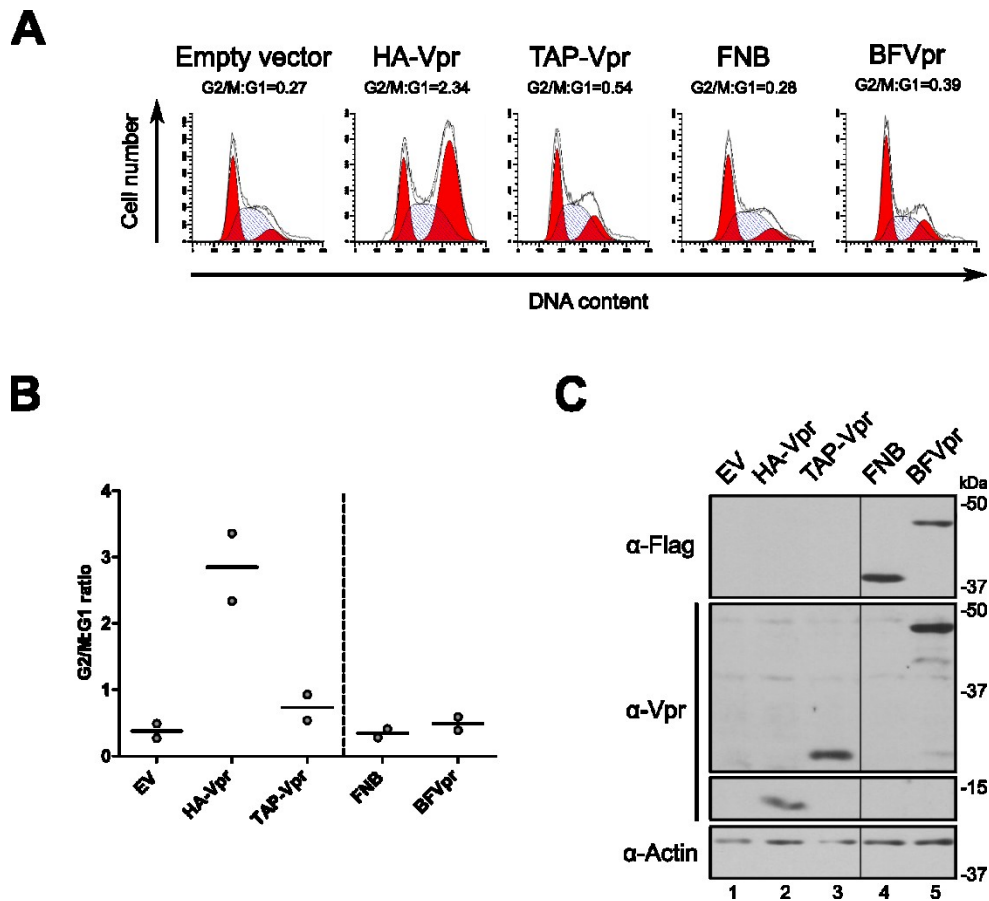 A
Empty vector HA-Vpr TAP-Vpr FNB BFVpr
G2/M:G1=0.27 G2/M:G1=2.34 G2/M:G1=0.54 G2/M:G1=0.28 G2/M:G1=0.39
Cell number
DNA content
B
G2/M:G1 ratio
4
3
2
1
0
EV HA-Vpr TAP-Vpr FNB BFVpr
C
EV HA-Vpr TAP-Vpr FNB BFVpr
kDa
-50
α-Flag
-37
-50
-37
α-Vpr
-15
α-Actin
-37
1 2 3 4 5